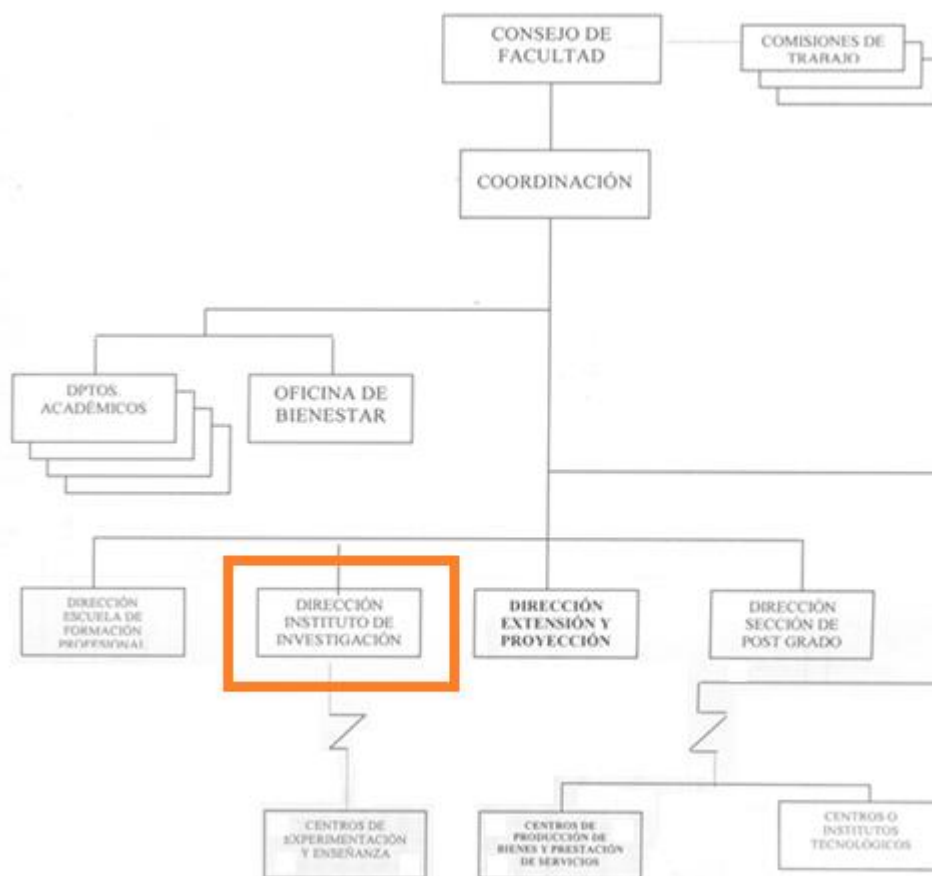 CONSEJO DE
FACULTAD
COMISIONES DE
TRABAJO
COORDINACIÓN
DPTOS.
ACADÉMICOS
OFICINA DE
BIENESTAR
DIRECCIÓN
ESCUELA DE
FORMACIÓN
PROFESIONAL
DIRECCIÓN
INSTITUTO DE
INVESTIGACIÓN
DIRECCIÓN
EXTENSIÓN Y
PROYECCIÓN
DIRECCIÓN
SECCIÓN DE
POST GRADO
CENTROS DE
EXPERIMENTACIÓN
Y ENSEÑANZA
CENTROS DE
PRODUCCIÓN DE
BIENES Y PRESTACIÓN
DE SERVICIOS
CENTROS O
INSTITUTOS
TECNOLÓGICOS